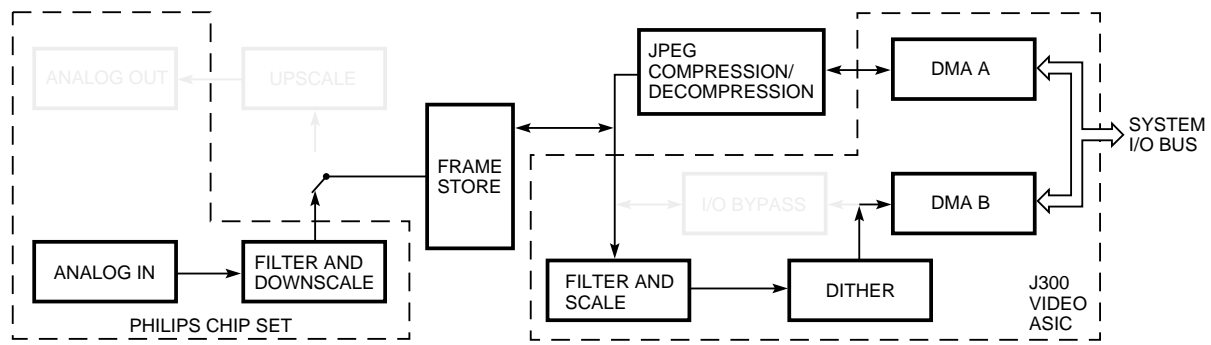 ANALOG OUT
UPSCALE
JPEG
COMPRESSION/
DECOMPRESSION
DMA A
SYSTEM
I/O BUS
FRAME
STORE
I/O BYPASS
DMA B
ANALOG IN
FILTER AND
DOWNSCALE
FILTER AND
SCALE
DITHER
J300
VIDEO
ASIC
PHILIPS CHIP SET